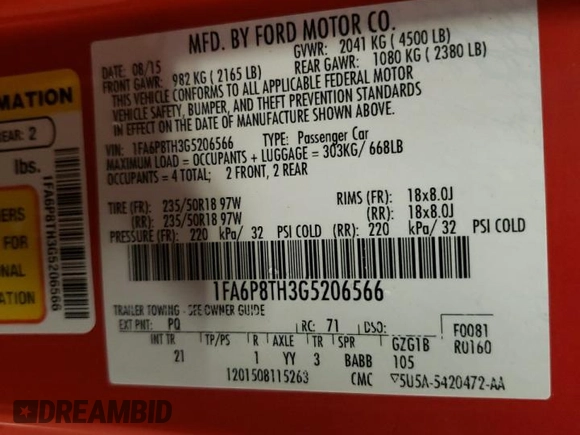 MFD. BY FORD MOTOR CO.
DATE: 08/15 GVWR: 2041 KG ( 4500 LB)
FRONT GAWR: 982 KG ( 2165 LB) REAR GAWR: 1080 KG ( 2380 LB)
THIS VEHICLE CONFORMS TO ALL APPLICABLE FEDERAL MOTOR
VEHICLE SAFETY, BUMPER, AND THEFT PREVENTION STANDARDS
IN EFFECT ON THE DATE OF MANUFACTURE SHOWN ABOVE.
VIN: 1FA6P8TH3G5206566 TYPE: Passenger Car
MAXIMUM LOAD = OCCUPANTS + LUGGAGE = 303KG/ 668LB
OCCUPANTS = 4 TOTAL; 2 FRONT, 2 REAR
TIRE (FR): 235/50R18 97W RIMS (FR): 18x8.0J
(RR): 235/50R18 97W (RR): 18x8.0J
PRESSURE (FR): 220 kPa/ 32 PSI COLD (RR): 220 kPa/ 32 PSI COLD
1FA6P8TH3G5206566
TRAILER TOWING - SEE OWNER GUIDE
EXT PNT: PQ RC: 71 DSO: F0081
INT TR TP/PS R AXLE TR SPR GZG1B RU160
21 1 YY 3 BABB 105
1201508115263 CMC ▽5U5A-5420472-AA
MATION
REAR: 2
lbs.
1FA6P8TH3G5206566
FOR
ONAL
ATION
DREAMBID